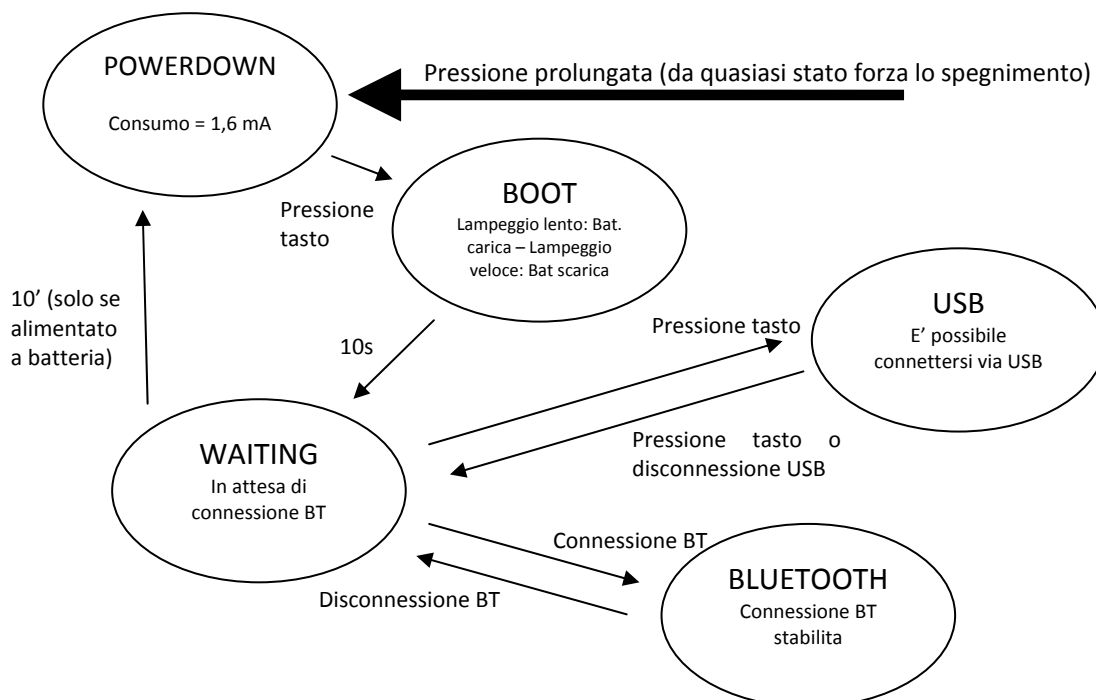 POWERDOWN
Consumo = 1,6 mA
Pressione prolungata (da quasiasi stato forza lo spegnimento)
Pressione
tasto
BOOT
Lampeggio lento: Bat.
carica – Lampeggio
veloce: Bat scarica
10’ (solo se
alimentato
a batteria)
10s
Pressione tasto
USB
E’ possibile
connettersi via USB
WAITING
In attesa di
connessione BT
Pressione tasto o
disconnessione USB
Connessione BT
Disconnessione BT
BLUETOOTH
Connessione BT
stabilita